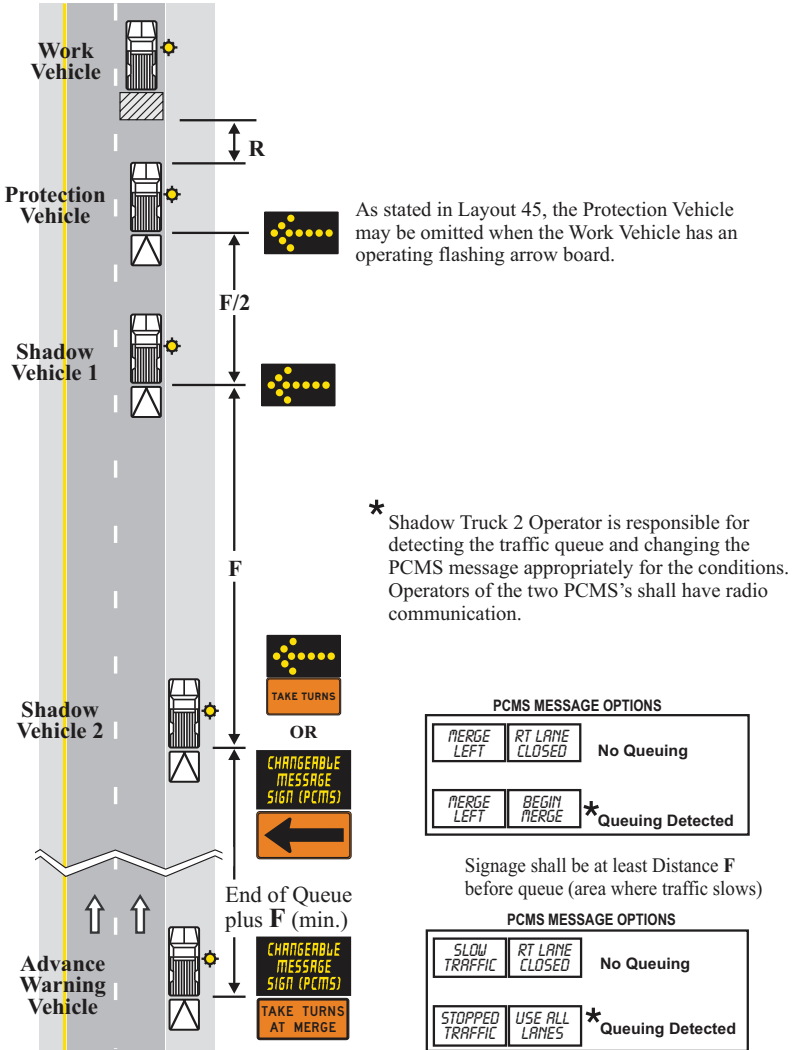 Work
Vehicle
R
Protection
Vehicle
As stated in Layout 45, the Protection Vehicle
may be omitted when the Work Vehicle has an
operating flashing arrow board.
F/2
Shadow
Vehicle 1
*
Shadow Truck 2 Operator is responsible for
detecting the traffic queue and changing the
PCMS message appropriately for the conditions.
Operators of the two PCMS's shall have radio
communication.
F
TAKE TURNS
OR
Shadow
Vehicle 2
CHANGEABLE
MESSAGE
SIGN (PCMS)
PCMS MESSAGE OPTIONS
MERGE
LEFT
RT LANE
CLOSED
No Queuing
MERGE
LEFT
BEGIN
MERGE
*Queuing Detected
Signage shall be at least Distance F
before queue (area where traffic slows)
End of Queue
plus F (min.)
Advance
Warning
Vehicle
CHANGEABLE
MESSAGE
SIGN (PCMS)
TAKE TURNS
AT MERGE
PCMS MESSAGE OPTIONS
SLOW
TRAFFIC
RT LANE
CLOSED
No Queuing
STOPPED
TRAFFIC
USE ALL
LANES
*Queuing Detected